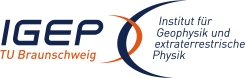 IGEP
TU Braunschweig
Institut für
Geophysik und
extraterrestrische
Physik